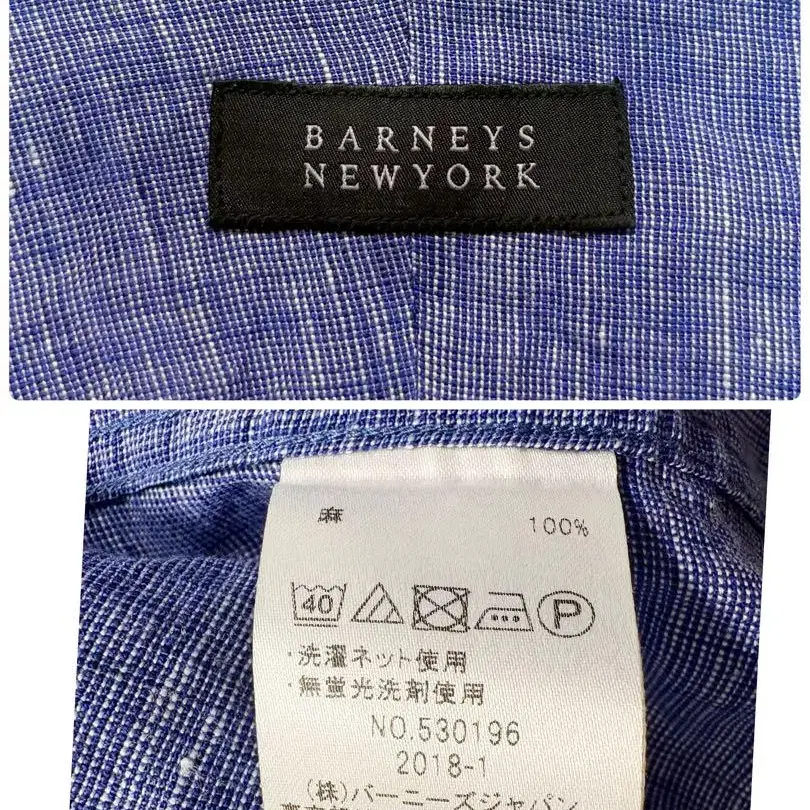 BARNEYS
NEWYORK
麻 100%
40 P
・洗濯ネット使用
・無蛍光洗剤使用
NO.530196
2018-1
(株)バーニーズジャパン